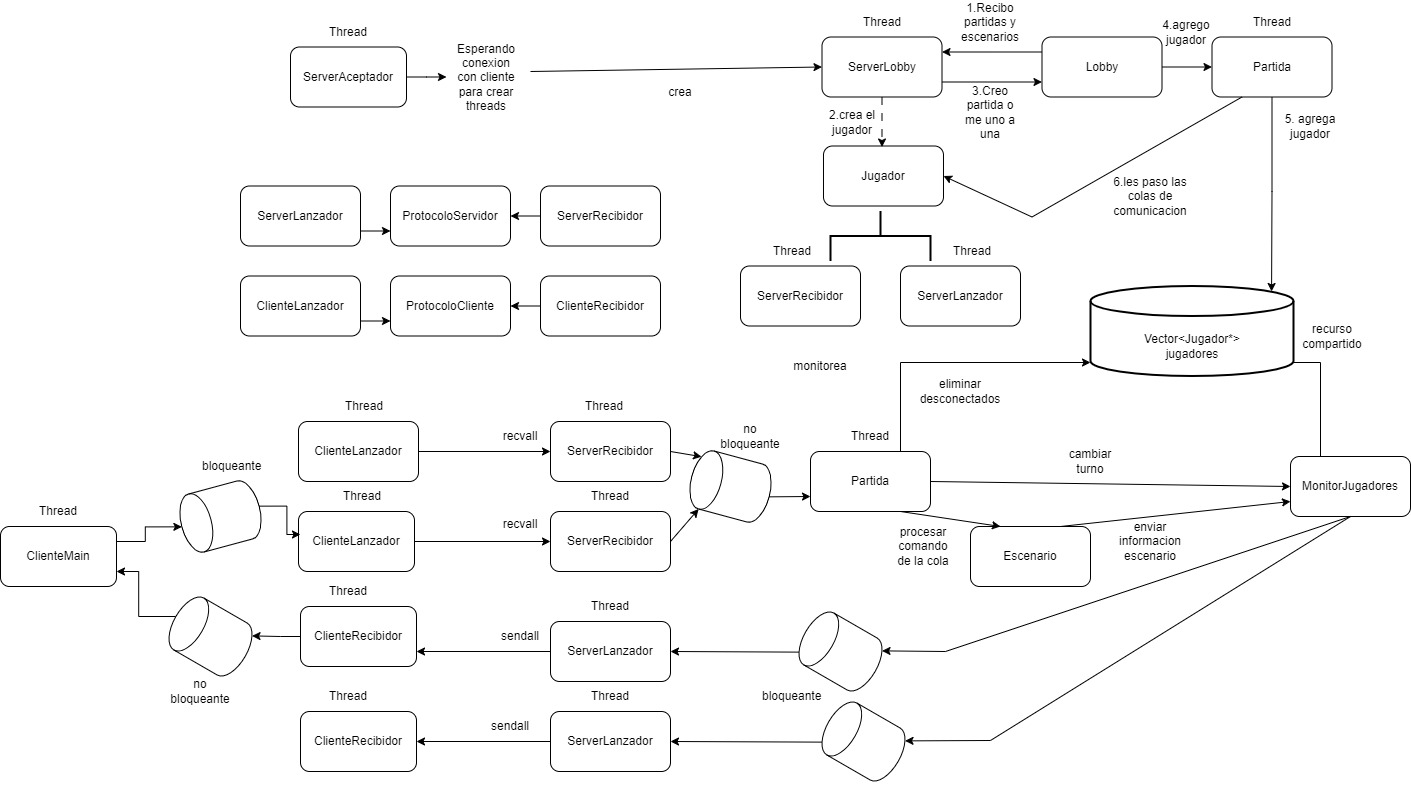 Thread
ServerAceptador
Esperando
conexion
con cliente
para crear
threads
crea
Thread
ServerLobby
1.Recibo
partidas y
escenarios
3.Creo
partida o
me uno a
una
Lobby
4.agrego
jugador
Thread
Partida
2.crea el
jugador
Jugador
5. agrega
jugador
6.les paso las
colas de
comunicacion
ServerLanzador
ProtocoloServidor
ServerRecibidor
ClienteLanzador
ProtocoloCliente
ClienteRecibidor
Thread
ServerRecibidor
Thread
ServerLanzador
Vector<Jugador*>
jugadores
recurso
compartido
monitorea
eliminar
desconectados
Thread
ClienteLanzador
recvall
Thread
ServerRecibidor
no
bloqueante
Thread
Partida
cambiar
turno
MonitorJugadores
bloqueante
Thread
ClienteLanzador
recvall
Thread
ServerRecibidor
procesar
comando
de la cola
Escenario
enviar
informacion
escenario
Thread
ClienteMain
Thread
ClienteRecibidor
sendall
Thread
ServerLanzador
no
bloqueante
bloqueante
Thread
ClienteRecibidor
sendall
Thread
ServerLanzador